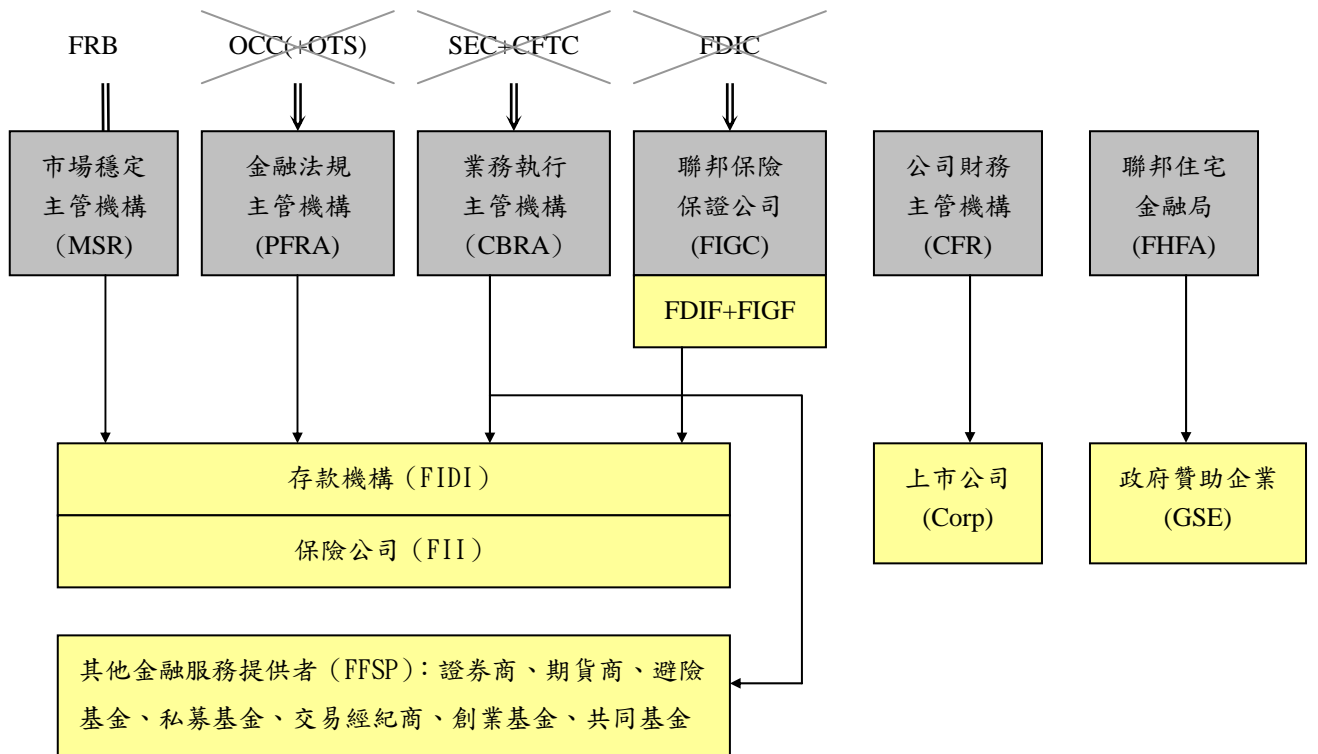 FRB
OCC(+OTS)
SEC+CFTC
FDIC
市場穩定
主管機構
（MSR)
金融法規
主管機構
(PFRA)
業務執行
主管機構
（CBRA）
聯邦保險
保證公司
(FIGC)
FDIF+FIGF
公司財務
主管機構
(CFR)
聯邦住宅
金融局
(FHFA)
存款機構（FIDI）
保險公司（FII）
上市公司
(Corp)
政府贊助企業
(GSE)
其他金融服務提供者（FFSP）：證券商、期貨商、避險
基金、私募基金、交易經紀商、創業基金、共同基金